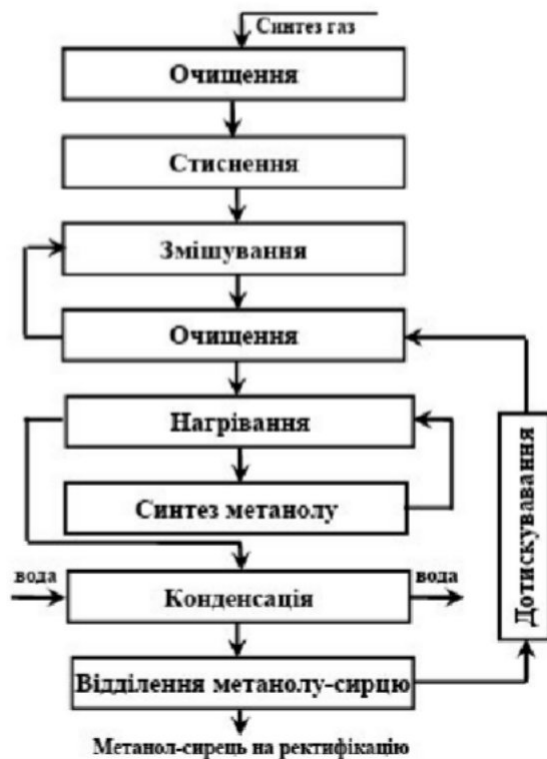 Синтез газ
Очищення
Стиснення
Змішування
Очищення
Нагрівання
Синтез метанолу
вода
вода
Конденсація
Дотискувавання
Відділення метанолу-сирцю
Метанол-сирець на ректифікацію